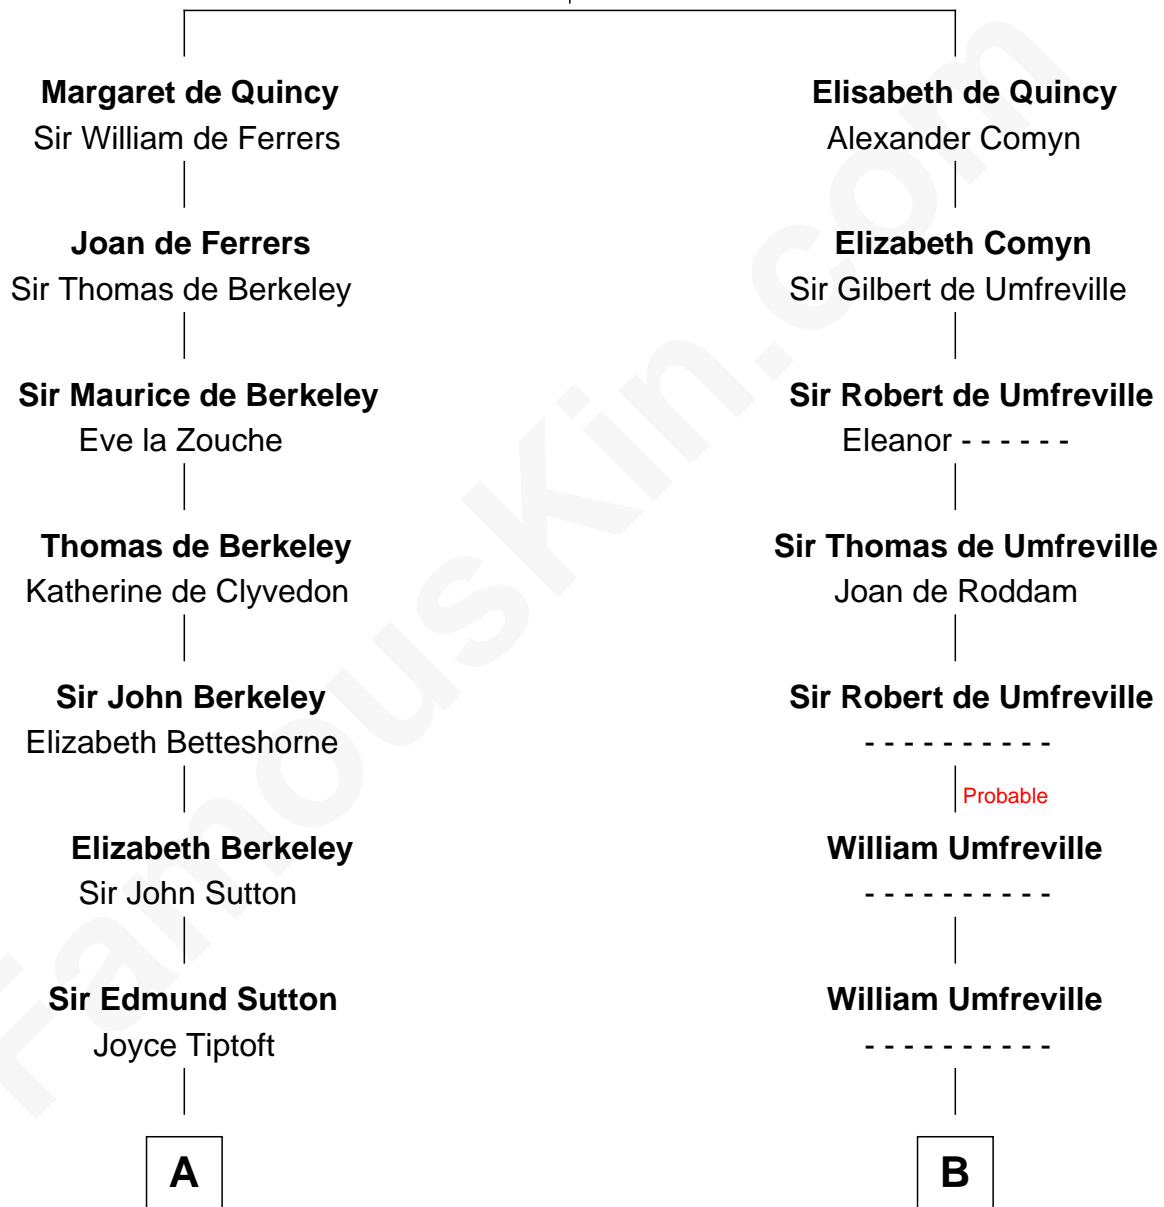 Margaret de Quincy
Sir William de Ferrers
Joan de Ferrers
Sir Thomas de Berkeley
Sir Maurice de Berkeley
Eve la Zouche
Thomas de Berkeley
Katherine de Clyvedon
Sir John Berkeley
Elizabeth Betteshorne
Elizabeth Berkeley
Sir John Sutton
Sir Edmund Sutton
Joyce Tiptoft
A
Elisabeth de Quincy
Alexander Comyn
Elizabeth Comyn
Sir Gilbert de Umfreville
Sir Robert de Umfreville
Eleanor - - - - - -
Sir Thomas de Umfreville
Joan de Roddam
Sir Robert de Umfreville
- - - - - - - - - -
Probable
William Umfreville
- - - - - - - - - -
William Umfreville
- - - - - - - - - -
B
FamousKin.com